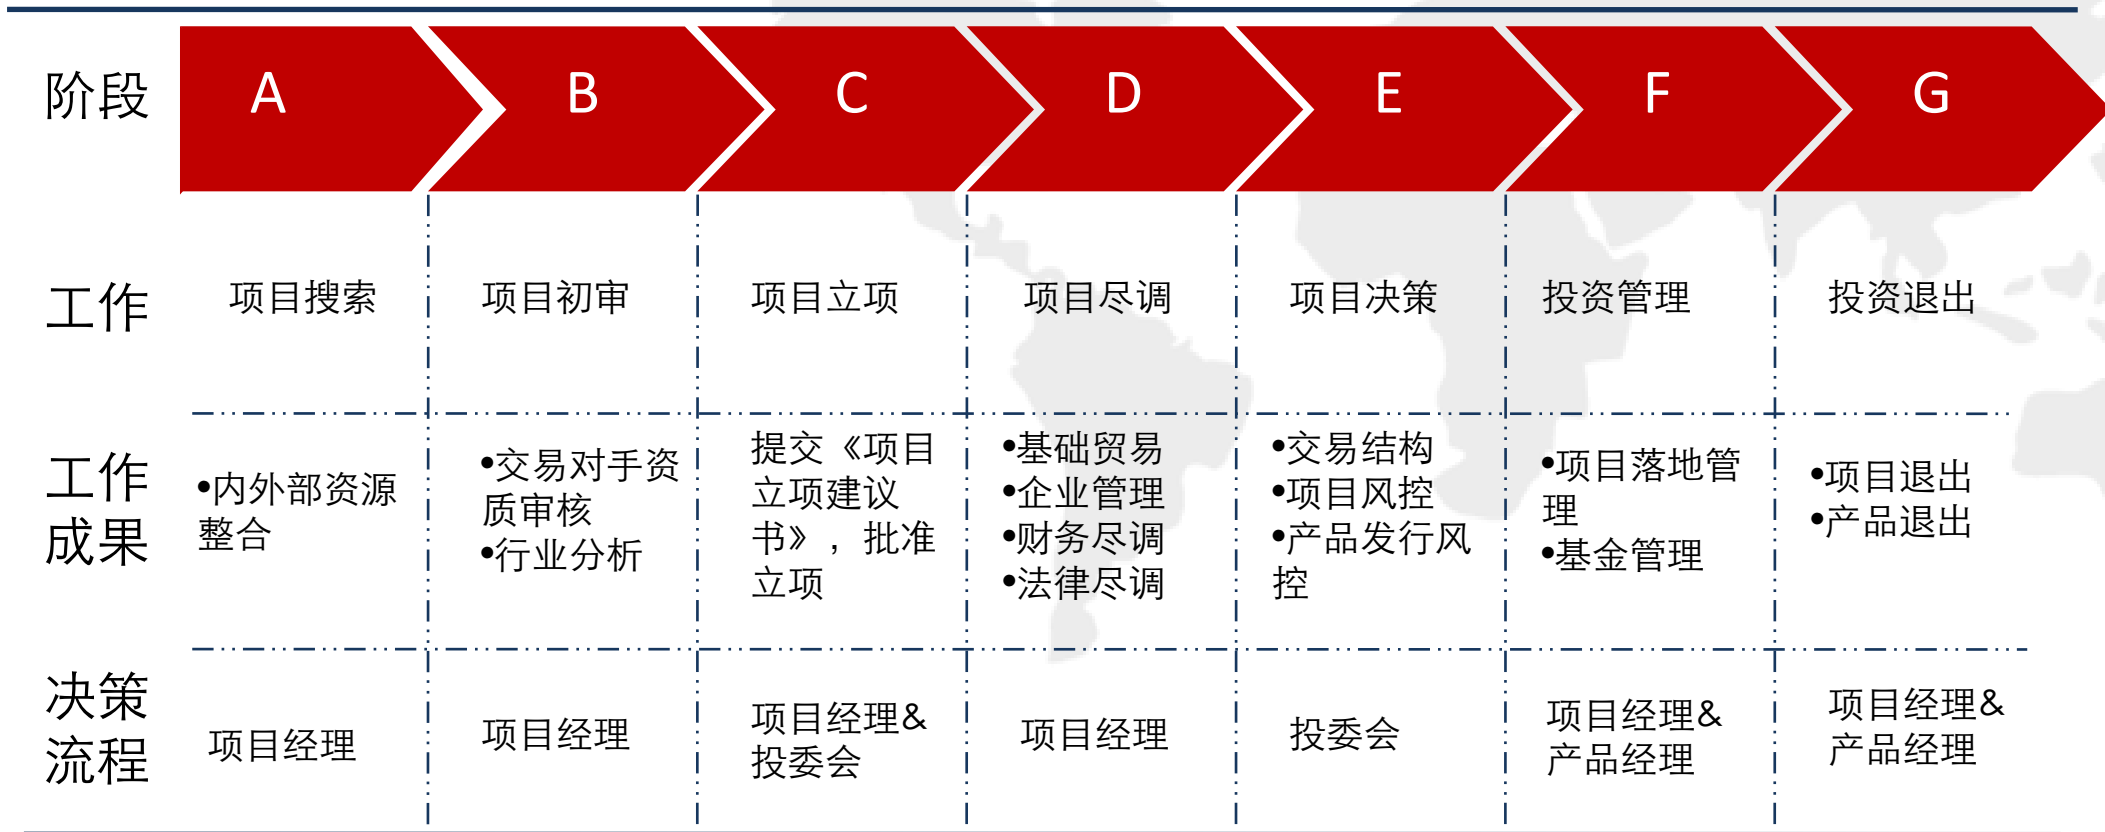 阶段
A
B
C
D
E
F
G
工作
项目搜索
项目初审
项目立项
项目尽调
项目决策
投资管理
投资退出
工作
成果
•内外部资源
整合
•交易对手资
质审核
•行业分析
提交《项目
立项建议
书》，批准
立项
•基础贸易
•企业管理
•财务尽调
•法律尽调
•交易结构
•项目风控
•产品发行风
控
•项目落地管
理
•基金管理
•项目退出
•产品退出
决策
流程
项目经理
项目经理
项目经理&
投委会
项目经理
投委会
项目经理&
产品经理
项目经理&
产品经理